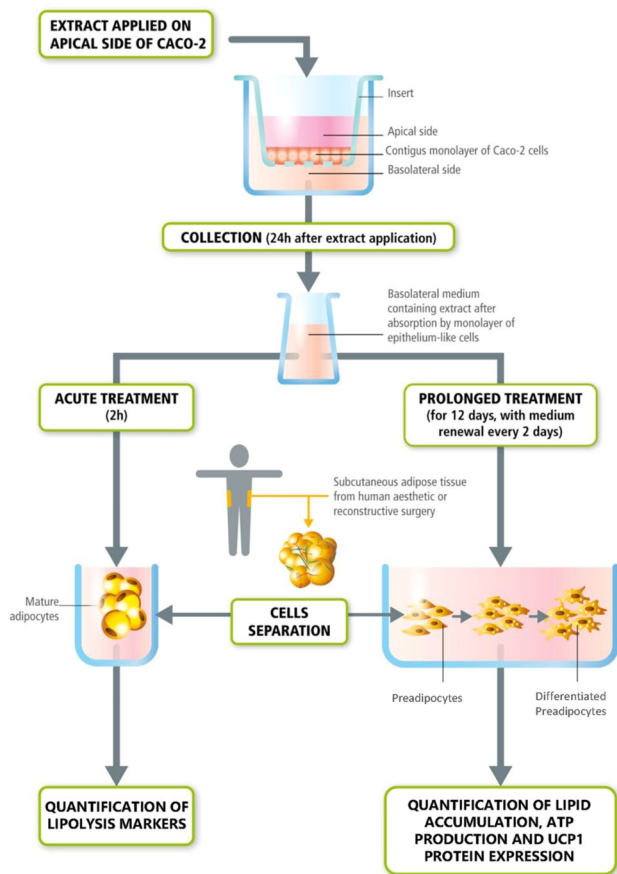 EXTRACT APPLIED ON
APICAL SIDE OF CACO-2
Insert
Apical side
Contigus monolayer of Caco-2 cells
Basolateral side
COLLECTION (24h after extract application)
Basolateral medium
containing extract after
absorption by monolayer of
epithelium-like cells
ACUTE TREATMENT
(2h)
PROLONGED TREATMENT
(for 12 days, with medium
renewal every 2 days)
Subcutaneous adipose tissue
from human aesthetic or
reconstructive surgery
Mature
adipocytes
CELLS
SEPARATION
Preadipocytes
Differentiated
Preadipocytes
QUANTIFICATION OF
LIPOLYSIS MARKERS
QUANTIFICATION OF LIPID
ACCUMULATION, ATP
PRODUCTION AND UCP1
PROTEIN EXPRESSION